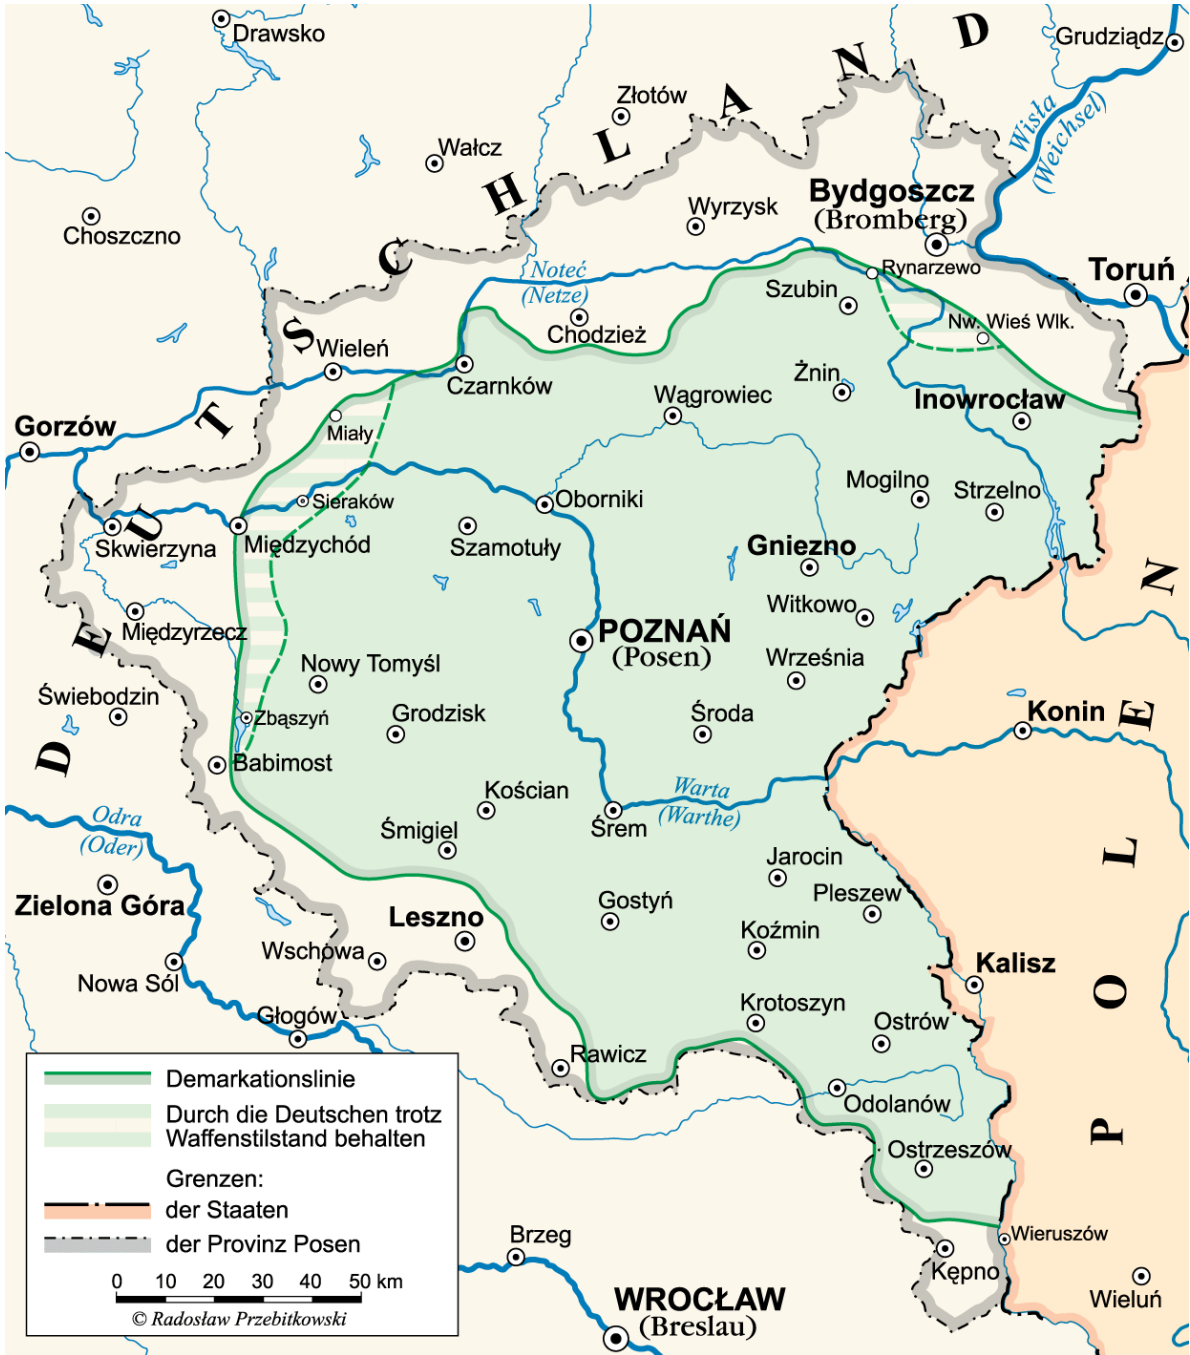 Drawsko
Grudziądz
DEUTSCHLAND
Złotów
Wisła
(Weichsel)
Wałcz
Bydgoszcz
(Bromberg)
Wyrzysk
Choszczno
Toruń
Noteć
(Netze)
Rynarzewo
Szubin
Chodzież
Nw. Wieś Wlk.
Wieleń
Czarnków
Żnin
Wągrowiec
Inowrocław
Gorzów
Miały
Mogilno
Strzelno
Sieraków
Oborniki
Skwierzyna
Międzychód
Szamotuły
Gniezno
Witkowo
Międzyrzecz
POZNAŃ
(Posen)
Nowy Tomyśl
Września
Świebodzin
Zbąszyń
Grodzisk
Środa
Konin
POLEN
Babimost
Kościan
Warta
(Warthe)
Odra
(Oder)
Śmigiel
Śrem
Jarocin
Pleszew
Zielona Góra
Gostyń
Leszno
Koźmin
Wschowa
Kalisz
Nowa Sól
Krotoszyn
Głogów
Ostrów
Rawicz
Odolanów
Ostrzeszów
Demarkationslinie
Durch die Deutschen trotz
Waffenstilstand behalten
Grenzen:
der Staaten
der Provinz Posen
0 10 20 30 40 50 km
© Radosław Przebitkowski
Brzeg
Wieruszów
Kępno
Wieluń
WROCŁAW
(Breslau)